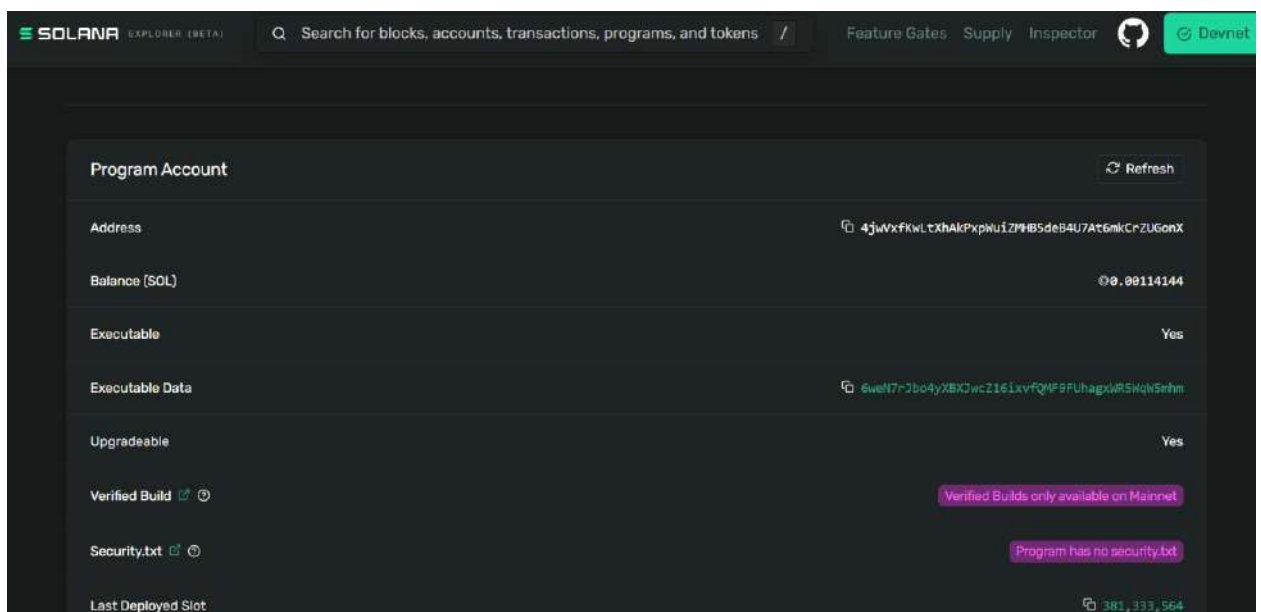 SOLANA EXPLORER (BETA) Search for blocks, accounts, transactions, programs, and tokens / Feature Gates Supply Inspector Devnet
Program Account Refresh
Address 4jwVxfKwLtXhAkPxpWuiZMHB5deB4U7At6mkCrZUGonX
Balance (SOL) ◎0.00114144
Executable Yes
Executable Data 6weN7rJbo4yXBXJwcZ16ixvfQMF9FUhagxWR5WqW5mhm
Upgradeable Yes
Verified Build Verified Builds only available on Mainnet
Security.txt Program has no security.txt
Last Deployed Slot 381,333,564